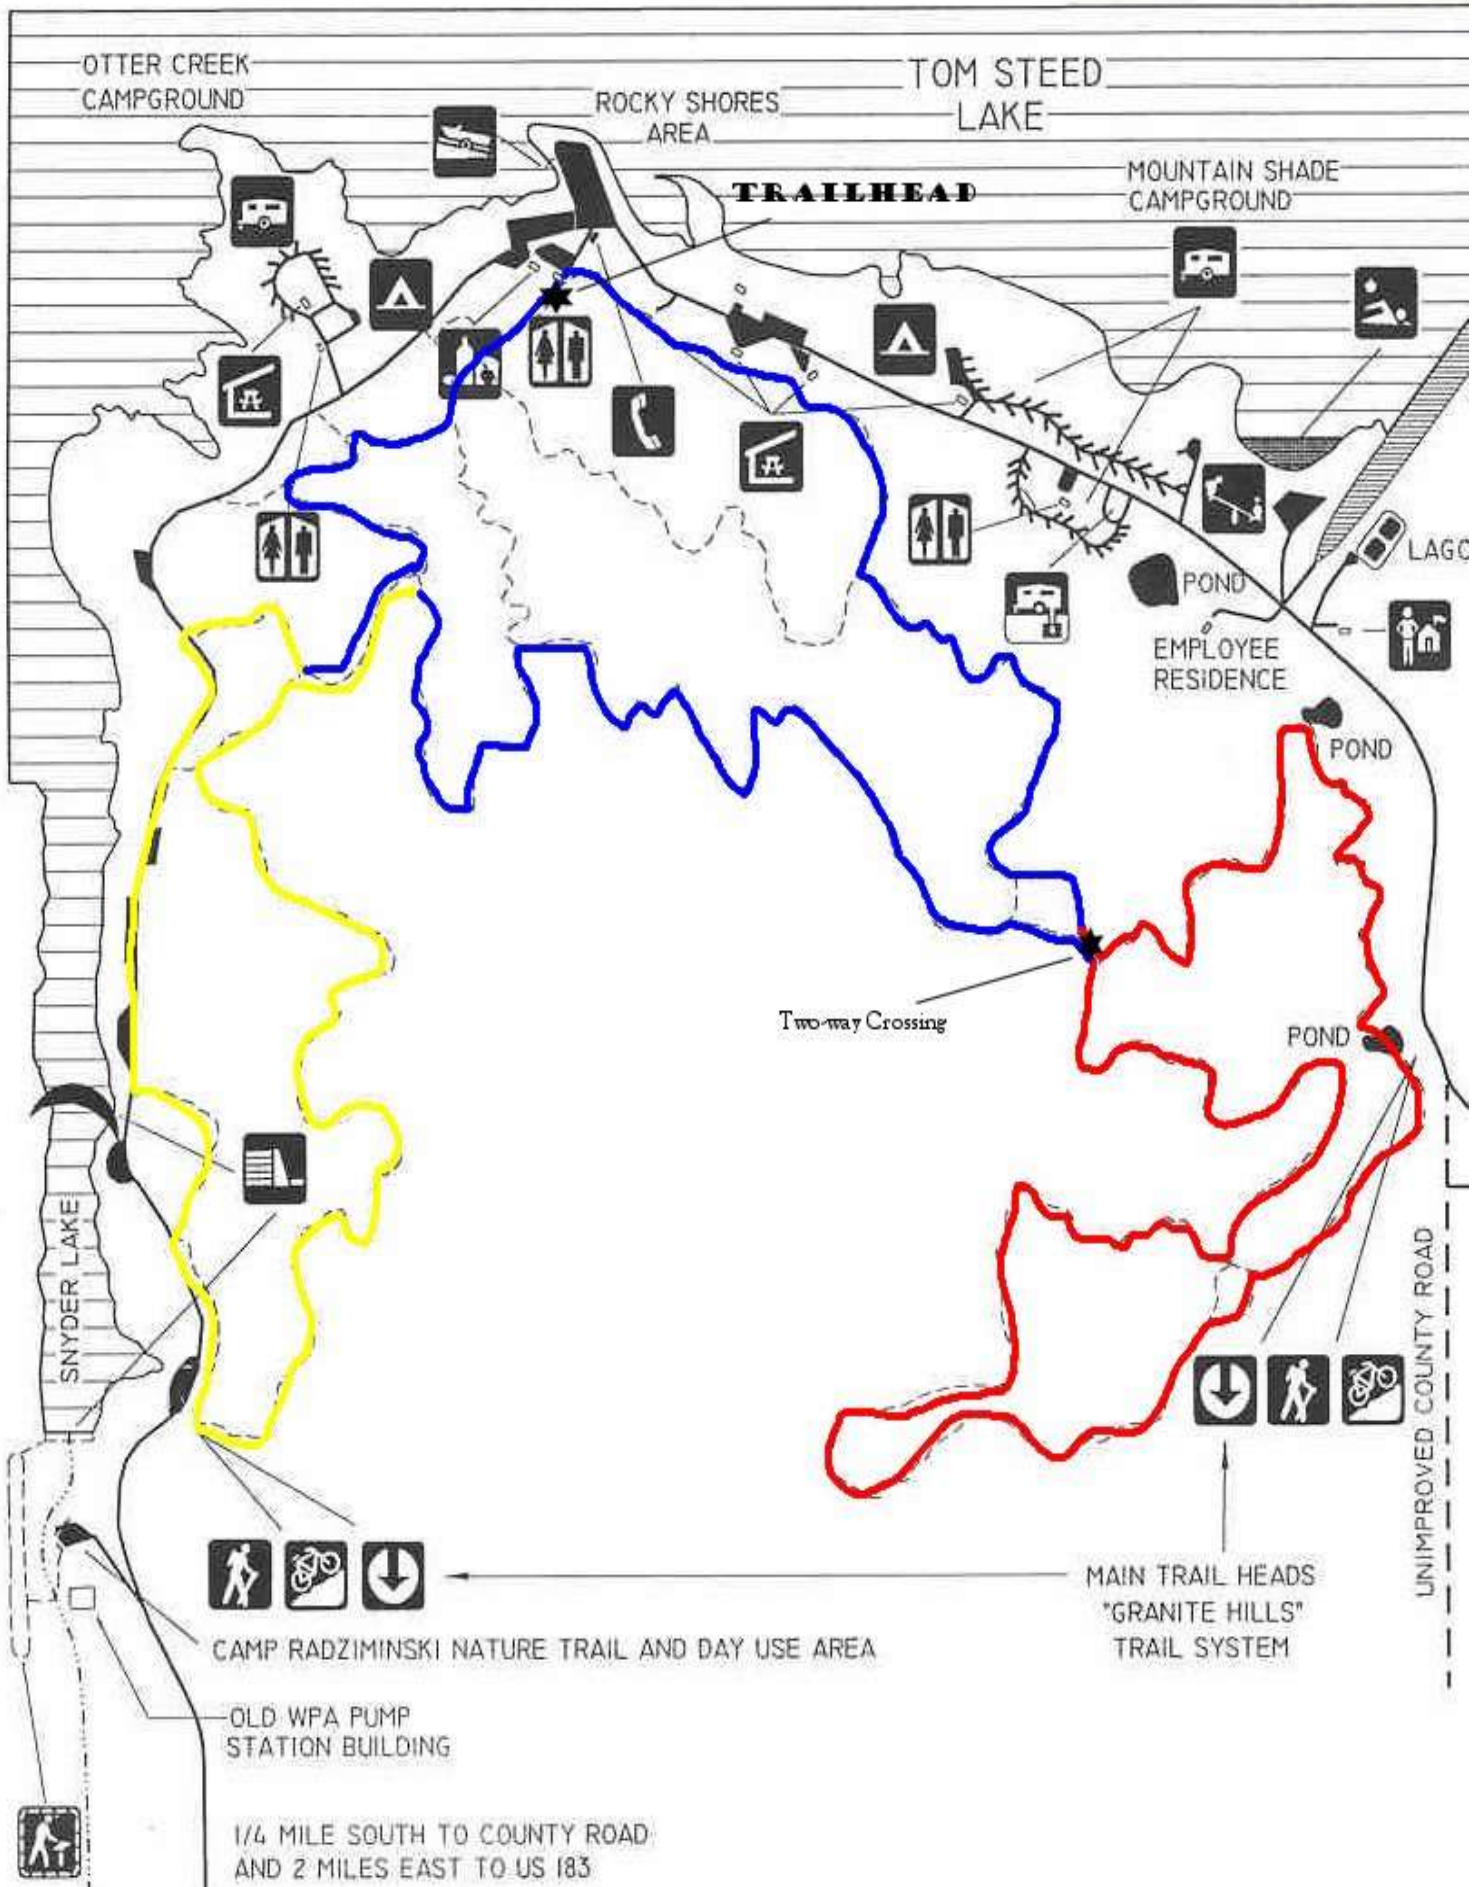 OTTER CREEK
CAMPGROUND
ROCKY SHORES
AREA
TOM STEED
LAKE
TRAILHEAD
MOUNTAIN SHADE
CAMPGROUND
LAGO
POND
EMPLOYEE
RESIDENCE
POND
Two-way Crossing
POND
SNYDER LAKE
UNIMPROVED COUNTY ROAD
MAIN TRAIL HEADS
"GRANITE HILLS"
TRAIL SYSTEM
CAMP RADZIMINSKI NATURE TRAIL AND DAY USE AREA
OLD WPA PUMP
STATION BUILDING
1/4 MILE SOUTH TO COUNTY ROAD
AND 2 MILES EAST TO US 183